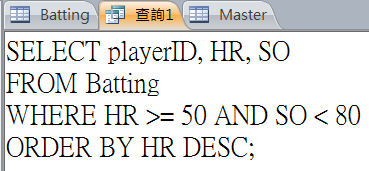 Batting 查詢1 Master
SELECT playerID, HR, SO
FROM Batting
WHERE HR >= 50 AND SO < 80
ORDER BY HR DESC;